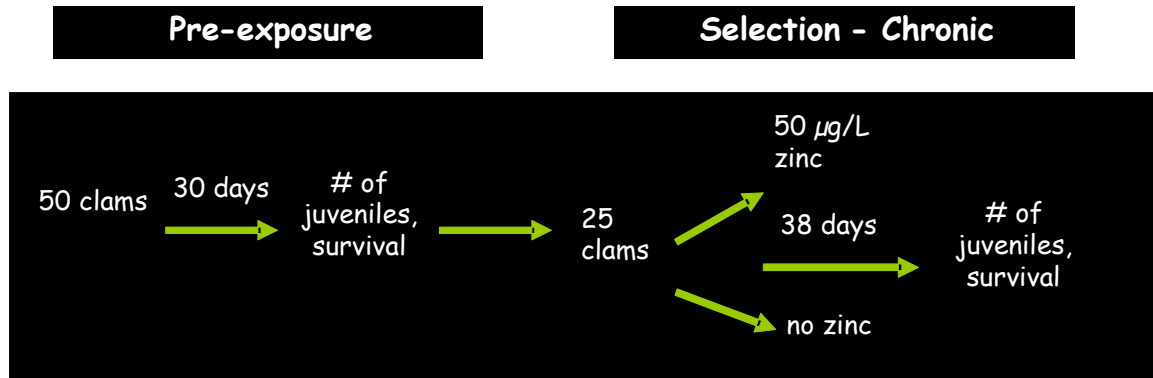 Pre-exposure
Selection - Chronic
50 clams
30 days
# of
juveniles,
survival
25
clams
50 µg/L
zinc
38 days
no zinc
# of
juveniles,
survival